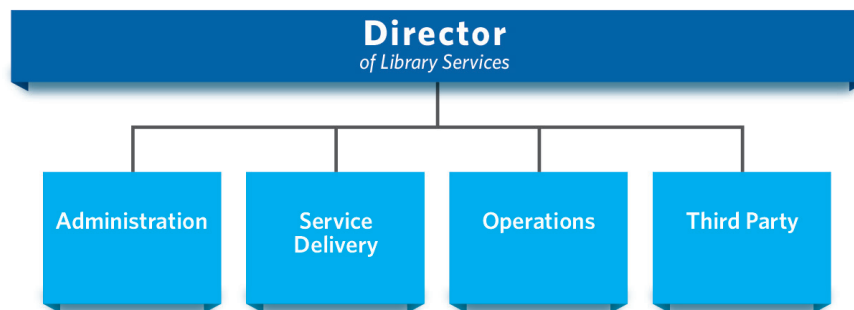 Director
of Library Services
Administration
Service
Delivery
Operations
Third Party